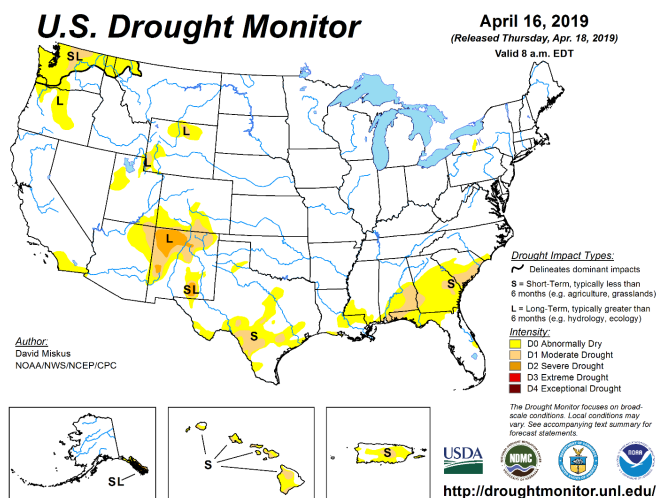 U.S. Drought Monitor
April 16, 2019
(Released Thursday, Apr. 18, 2019)
Valid 8 a.m. EDT
SL
L
L
L
L
SL
S
S
Drought Impact Types:
Delineates dominant impacts
S = Short-Term, typically less than
6 months (e.g. agriculture, grasslands)
L = Long-Term, typically greater than
6 months (e.g. hydrology, ecology)
Intensity:
D0 Abnormally Dry
D1 Moderate Drought
D2 Severe Drought
D3 Extreme Drought
D4 Exceptional Drought
Author:
David Miskus
NOAA/NWS/NCEP/CPC
The Drought Monitor focuses on broad-
scale conditions. Local conditions may
vary. See accompanying text summary for
forecast statements.
SL
S
S
USDA
NDMC
NOAA
http://droughtmonitor.unl.edu/